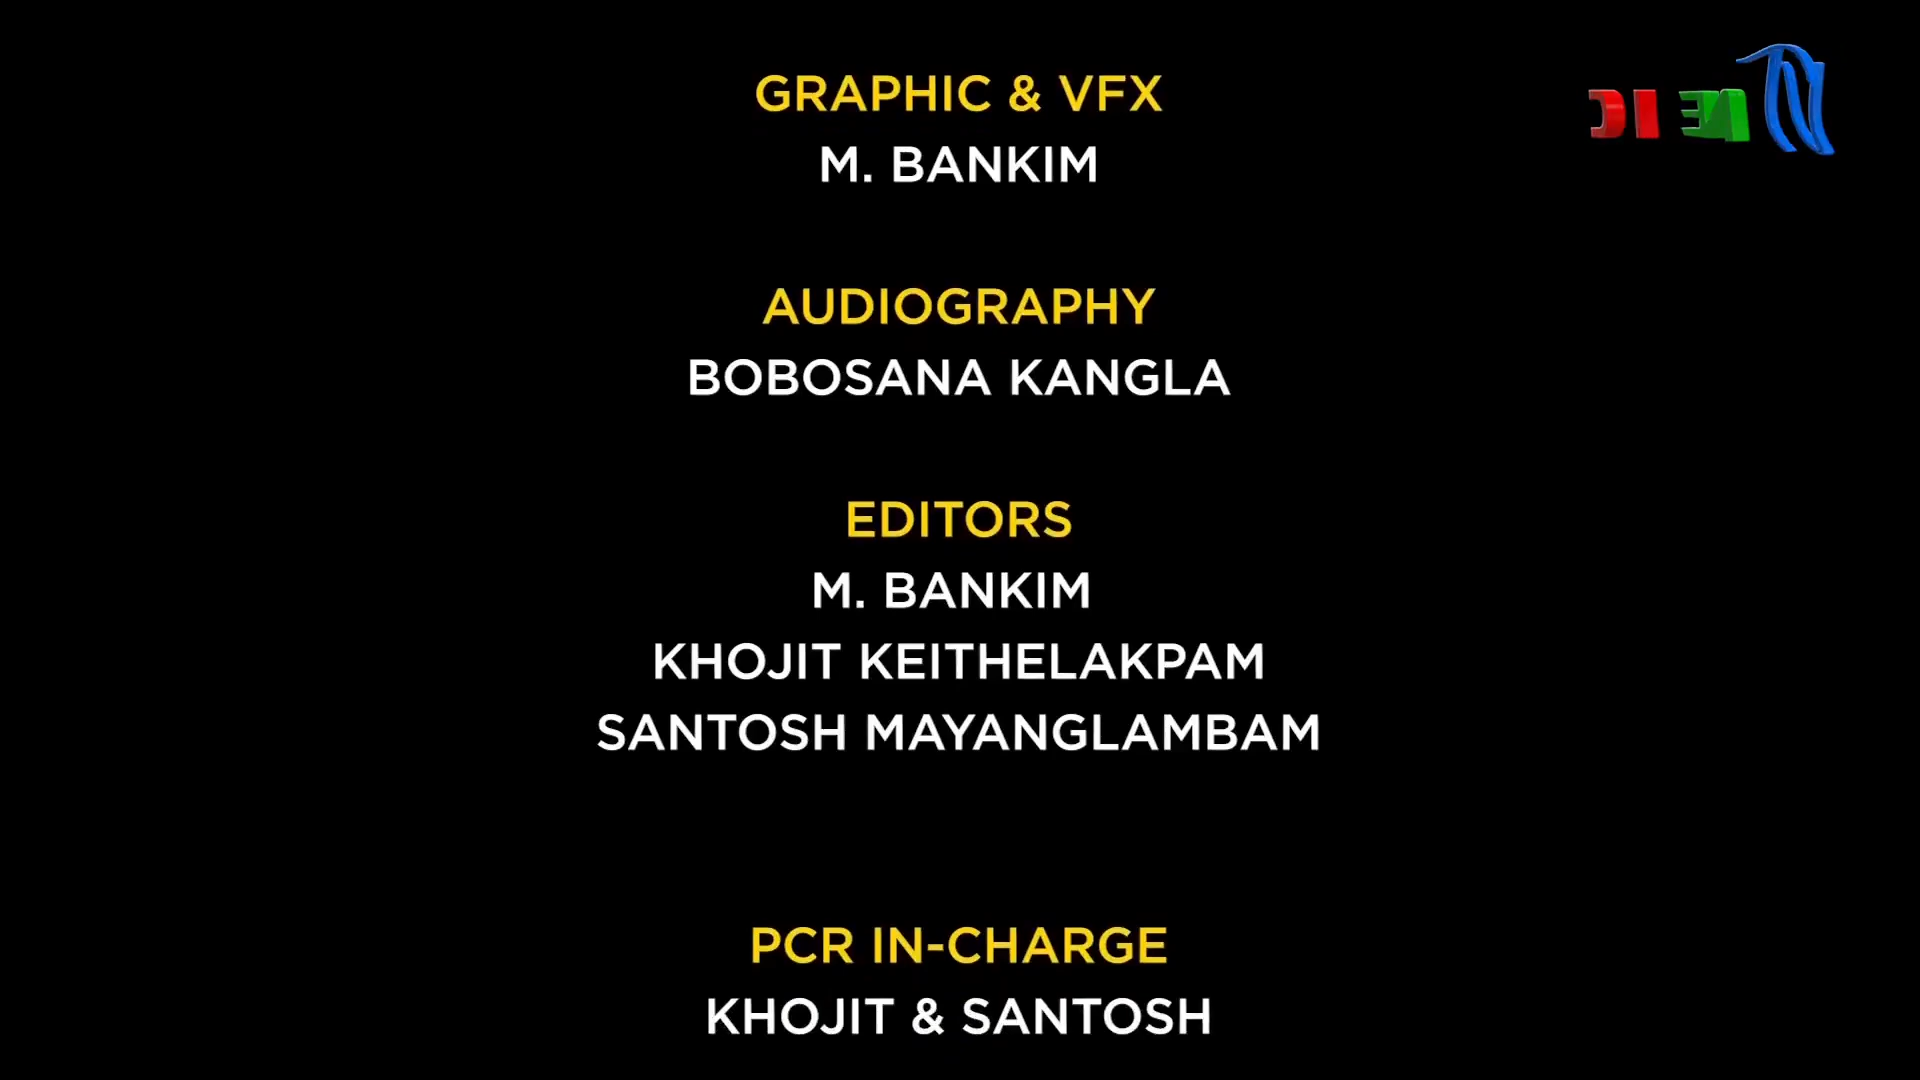 GRAPHIC & VFX
M. BANKIM
AUDIOGRAPHY
BOBOSANA KANGLA
EDITORS
M. BANKIM
KHOJIT KEITHELAKPAM
SANTOSH MAYANGLAMBAM
PCR IN-CHARGE
KHOJIT & SANTOSH